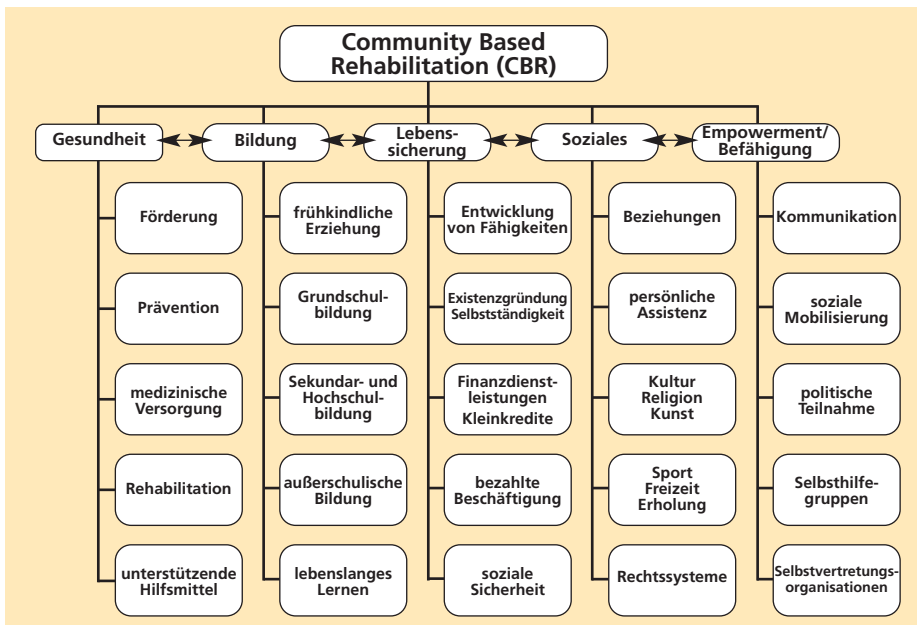 Community Based
Rehabilitation (CBR)
Gesundheit
Bildung
Lebens-
sicherung
Soziales
Empowerment/
Befähigung
Förderung
frühkindliche
Erziehung
Entwicklung
von Fähigkeiten
Beziehungen
Kommunikation
Prävention
Grundschul-
bildung
Existenzgründung
Selbstständigkeit
persönliche
Assistenz
soziale
Mobilisierung
medizinische
Versorgung
Sekundar- und
Hochschul-
bildung
Finanzdienst-
leistungen
Kleinkredite
Kultur
Religion
Kunst
politische
Teilnahme
Rehabilitation
außerschulische
Bildung
bezahlte
Beschäftigung
Sport
Freizeit
Erholung
Selbsthilfe-
gruppen
unterstützende
Hilfsmittel
lebenslanges
Lernen
soziale
Sicherheit
Rechtssysteme
Selbstvertretungs-
organisationen